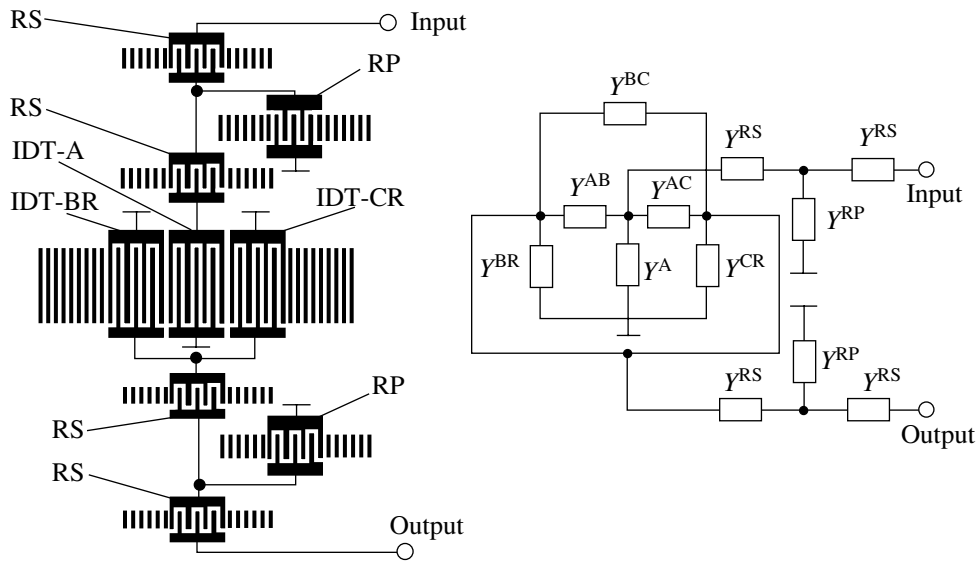 RS
Input
RP
RS
IDT-A
IDT-BR
IDT-CR
RP
RS
RS
Output
Y^BC
Y^RS
Y^RS
Input
Y^AB
Y^AC
Y^RP
Y^BR
Y^A
Y^CR
Y^RP
Y^RS
Y^RS
Output